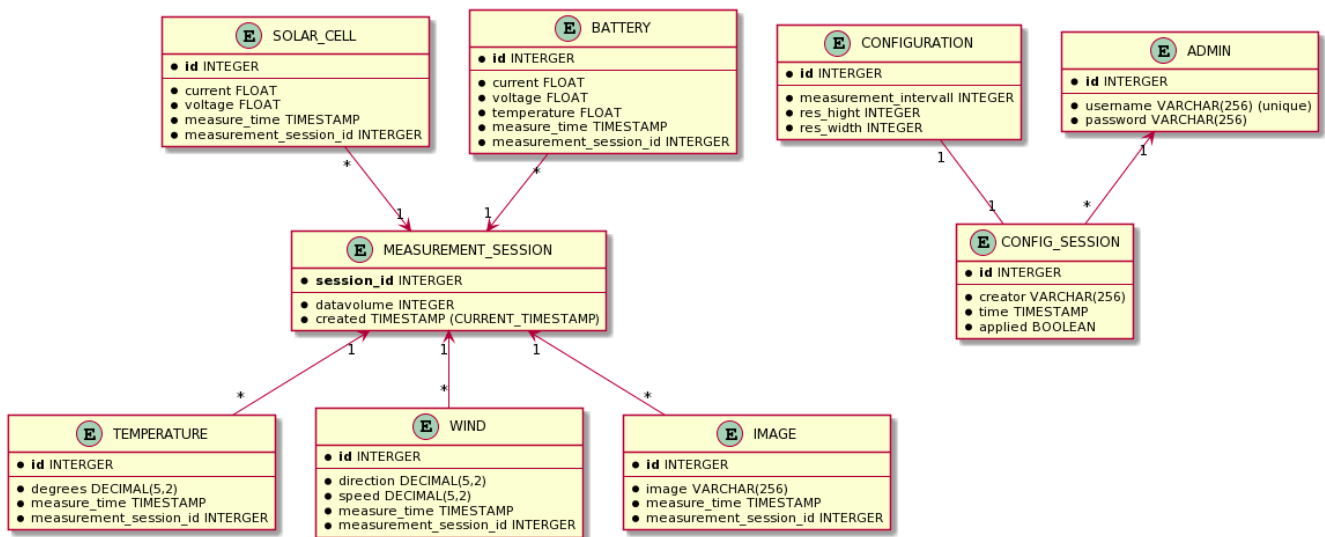 E SOLAR_CELL
id INTEGER
current FLOAT
voltage FLOAT
measure_time TIMESTAMP
measurement_session_id INTERGER
E BATTERY
id INTERGER
current FLOAT
voltage FLOAT
temperature FLOAT
measure_time TIMESTAMP
measurement_session_id INTERGER
E CONFIGURATION
id INTERGER
measurement_intervall INTEGER
res_hight INTEGER
res_width INTEGER
E ADMIN
id INTERGER
username VARCHAR(256) (unique)
password VARCHAR(256)
* 1
* 1
1 1
1 *
E MEASUREMENT_SESSION
session_id INTERGER
datavolume INTEGER
created TIMESTAMP (CURRENT_TIMESTAMP)
E CONFIG_SESSION
id INTERGER
creator VARCHAR(256)
time TIMESTAMP
applied BOOLEAN
1 *
1 *
1 *
E TEMPERATURE
id INTERGER
degrees DECIMAL(5,2)
measure_time TIMESTAMP
measurement_session_id INTERGER
E WIND
id INTERGER
direction DECIMAL(5,2)
speed DECIMAL(5,2)
measure_time TIMESTAMP
measurement_session_id INTERGER
E IMAGE
id INTERGER
image VARCHAR(256)
measure_time TIMESTAMP
measurement_session_id INTERGER